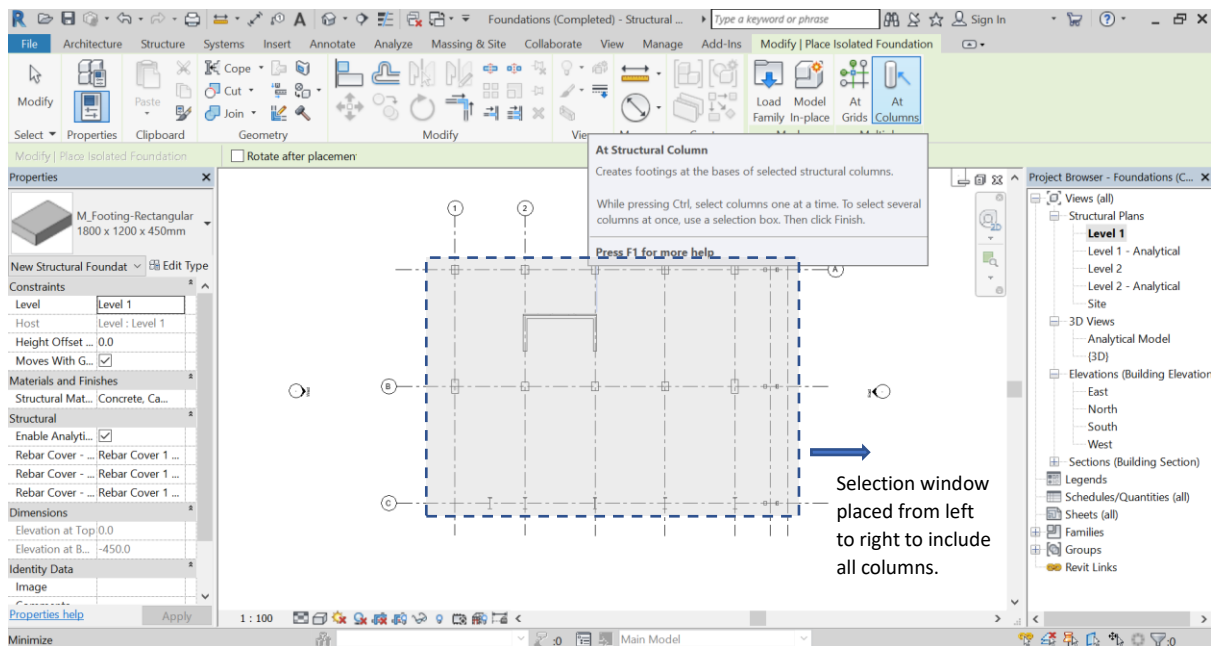 Foundations (Completed) - Structural ...
Type a keyword or phrase
Sign In
File Architecture Structure Systems Insert Annotate Analyze Massing & Site Collaborate View Manage Add-Ins Modify | Place Isolated Foundation
Modify
Paste
Cope
Cut
Join
Load Family
Model In-place
At Grids
At Columns
Select Properties Clipboard Geometry Modify
Modify | Place Isolated Foundation
Rotate after placemen
At Structural Column
Creates footings at the bases of selected structural columns.
While pressing Ctrl, select columns one at a time. To select several
columns at once, use a selection box. Then click Finish.
Press F1 for more help
Properties
M_Footing-Rectangular
1800 x 1200 x 450mm
New Structural Foundat
Edit Type
Constraints
Level Level 1
Host Level : Level 1
Height Offset ... 0.0
Moves With G...
Materials and Finishes
Structural Mat... Concrete, Ca...
Structural
Enable Analyti...
Rebar Cover - ... Rebar Cover 1 ...
Rebar Cover - ... Rebar Cover 1 ...
Rebar Cover - ... Rebar Cover 1 ...
Dimensions
Elevation at Top 0.0
Elevation at B... -450.0
Identity Data
Image
Properties help
Apply
1
2
A
B
C
Selection window
placed from left
to right to include
all columns.
2D
Project Browser - Foundations (C...
Views (all)
Structural Plans
Level 1
Level 1 - Analytical
Level 2
Level 2 - Analytical
Site
3D Views
Analytical Model
{3D}
Elevations (Building Elevation
East
North
South
West
Sections (Building Section)
Legends
Schedules/Quantities (all)
Sheets (all)
Families
Groups
Revit Links
1 : 100
Minimize
:0
Main Model
:0